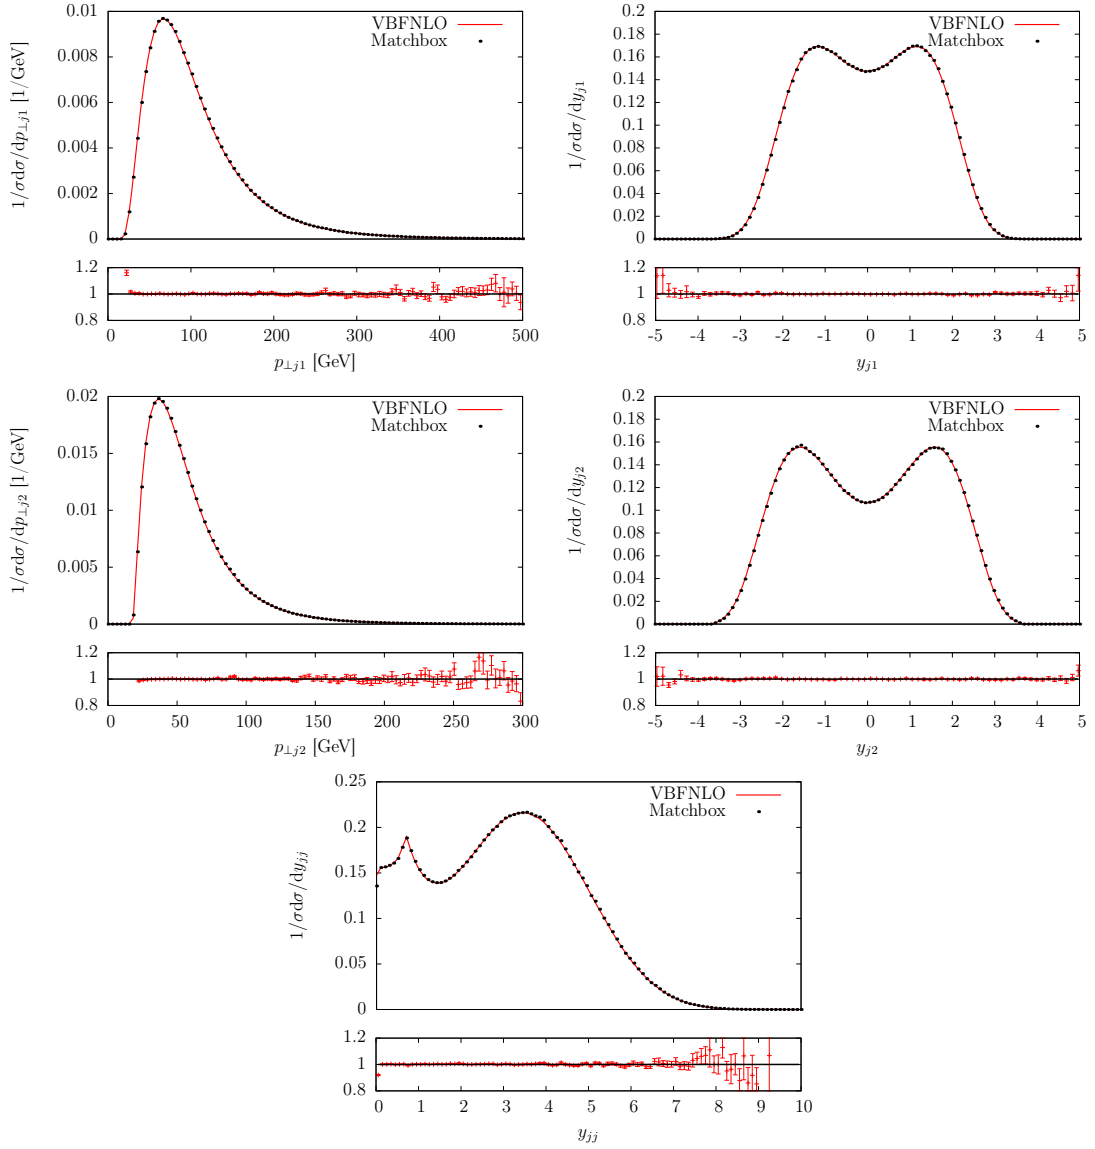 1/σdσ/dp⊥j1 [1/GeV]
0.01
0.008
0.006
0.004
0.002
0
VBFNLO
Matchbox
1.2
1
0.8
0 100 200 300 400 500
p⊥j1 [GeV]
1/σdσ/dyj1
0.2
0.18
0.16
0.14
0.12
0.1
0.08
0.06
0.04
0.02
0
VBFNLO
Matchbox
1.2
1
0.8
-5 -4 -3 -2 -1 0 1 2 3 4 5
yj1
1/σdσ/dp⊥j2 [1/GeV]
0.02
0.015
0.01
0.005
0
VBFNLO
Matchbox
1.2
1
0.8
0 50 100 150 200 250 300
p⊥j2 [GeV]
1/σdσ/dyj2
0.2
0.18
0.16
0.14
0.12
0.1
0.08
0.06
0.04
0.02
0
VBFNLO
Matchbox
1.2
1
0.8
-5 -4 -3 -2 -1 0 1 2 3 4 5
yj2
1/σdσ/dyjj
0.25
0.2
0.15
0.1
0.05
0
VBFNLO
Matchbox
1.2
1
0.8
0 1 2 3 4 5 6 7 8 9 10
yjj